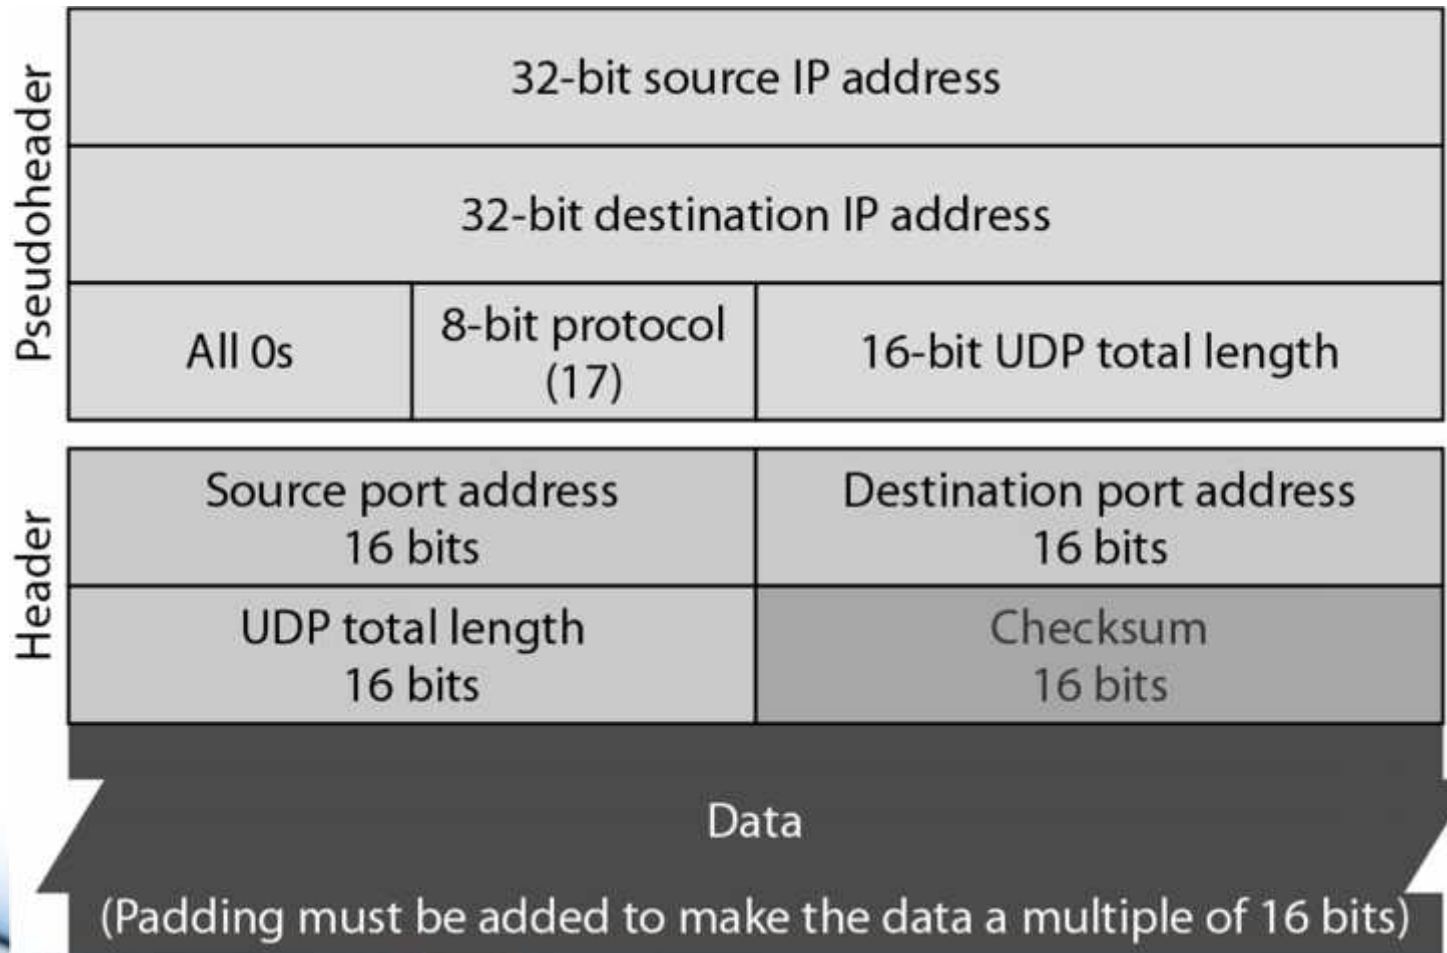 Pseudoheader
32-bit source IP address
32-bit destination IP address
All 0s
8-bit protocol
(17)
16-bit UDP total length
Header
Source port address
16 bits
Destination port address
16 bits
UDP total length
16 bits
Checksum
16 bits
Data
(Padding must be added to make the data a multiple of 16 bits)